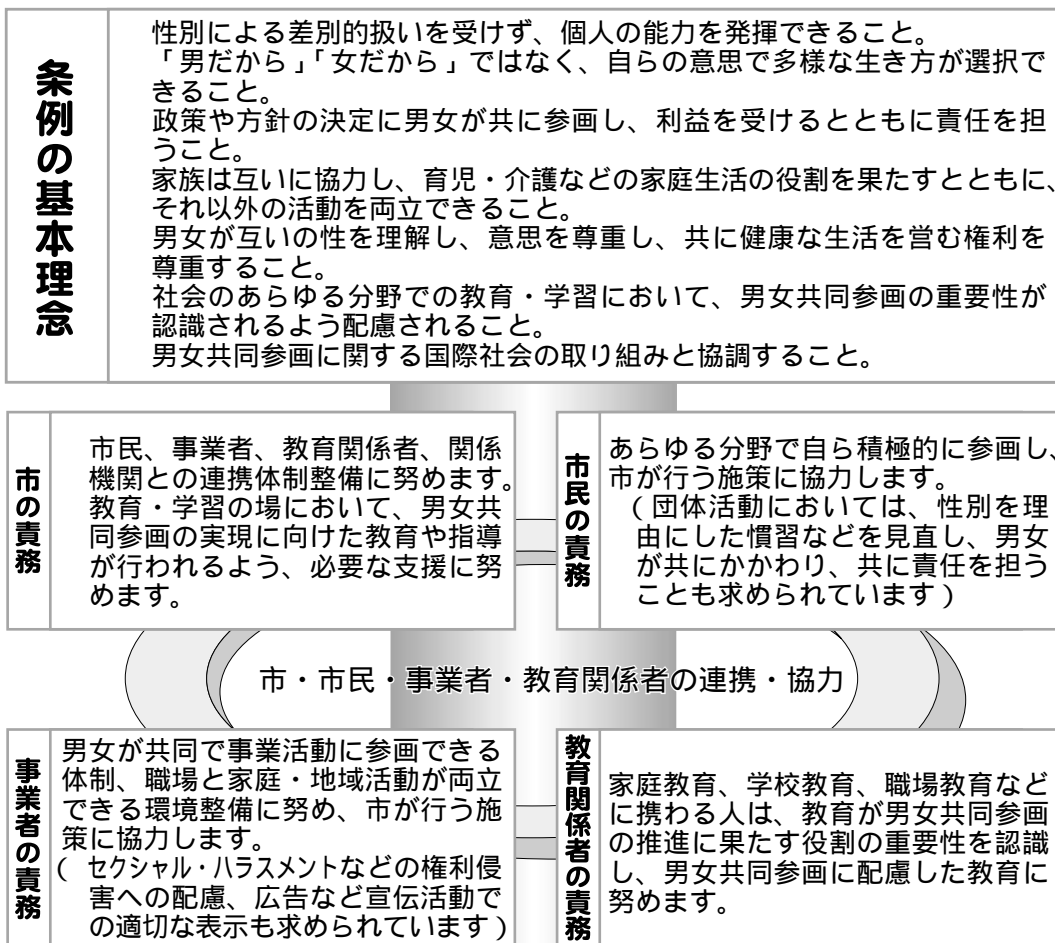 条例の基本理念
性別による差別的扱いを受けず、個人の能力を発揮できること。
「男だから」「女だから」ではなく、自らの意思で多様な生き方が選択で
きること。
政策や方針の決定に男女が共に参画し、利益を受けるとともに責任を担
うこと。
家族は互いに協力し、育児・介護などの家庭生活の役割を果たすとともに、
それ以外の活動を両立できること。
男女が互いの性を理解し、意思を尊重し、共に健康な生活を営む権利を
尊重すること。
社会のあらゆる分野での教育・学習において、男女共同参画の重要性が
認識されるよう配慮されること。
男女共同参画に関する国際社会の取り組みと協調すること。
市の責務
市民、事業者、教育関係者、関係
機関との連携体制整備に努めます。
教育・学習の場において、男女共
同参画の実現に向けた教育や指導
が行われるよう、必要な支援に努
めます。
市民の責務
あらゆる分野で自ら積極的に参画し、
市が行う施策に協力します。
(団体活動においては、性別を理
由にした慣習などを見直し、男女
が共にかかわり、共に責任を担う
ことも求められています)
市・市民・事業者・教育関係者の連携・協力
事業者の責務
男女が共同で事業活動に参画できる
体制、職場と家庭・地域活動が両立
できる環境整備に努め、市が行う施
策に協力します。
(セクシャル・ハラスメントなどの権利侵
害への配慮、広告など宣伝活動で
の適切な表示も求められています)
教育関係者の責務
家庭教育、学校教育、職場教育など
に携わる人は、教育が男女共同参画
の推進に果たす役割の重要性を認識
し、男女共同参画に配慮した教育に
努めます。